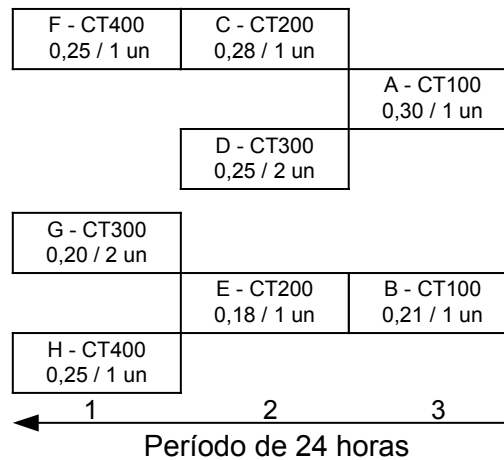 F - CT400
0,25 / 1 un
C - CT200
0,28 / 1 un
A - CT100
0,30 / 1 un
D - CT300
0,25 / 2 un
G - CT300
0,20 / 2 un
E - CT200
0,18 / 1 un
B - CT100
0,21 / 1 un
H - CT400
0,25 / 1 un
1 2 3
Período de 24 horas